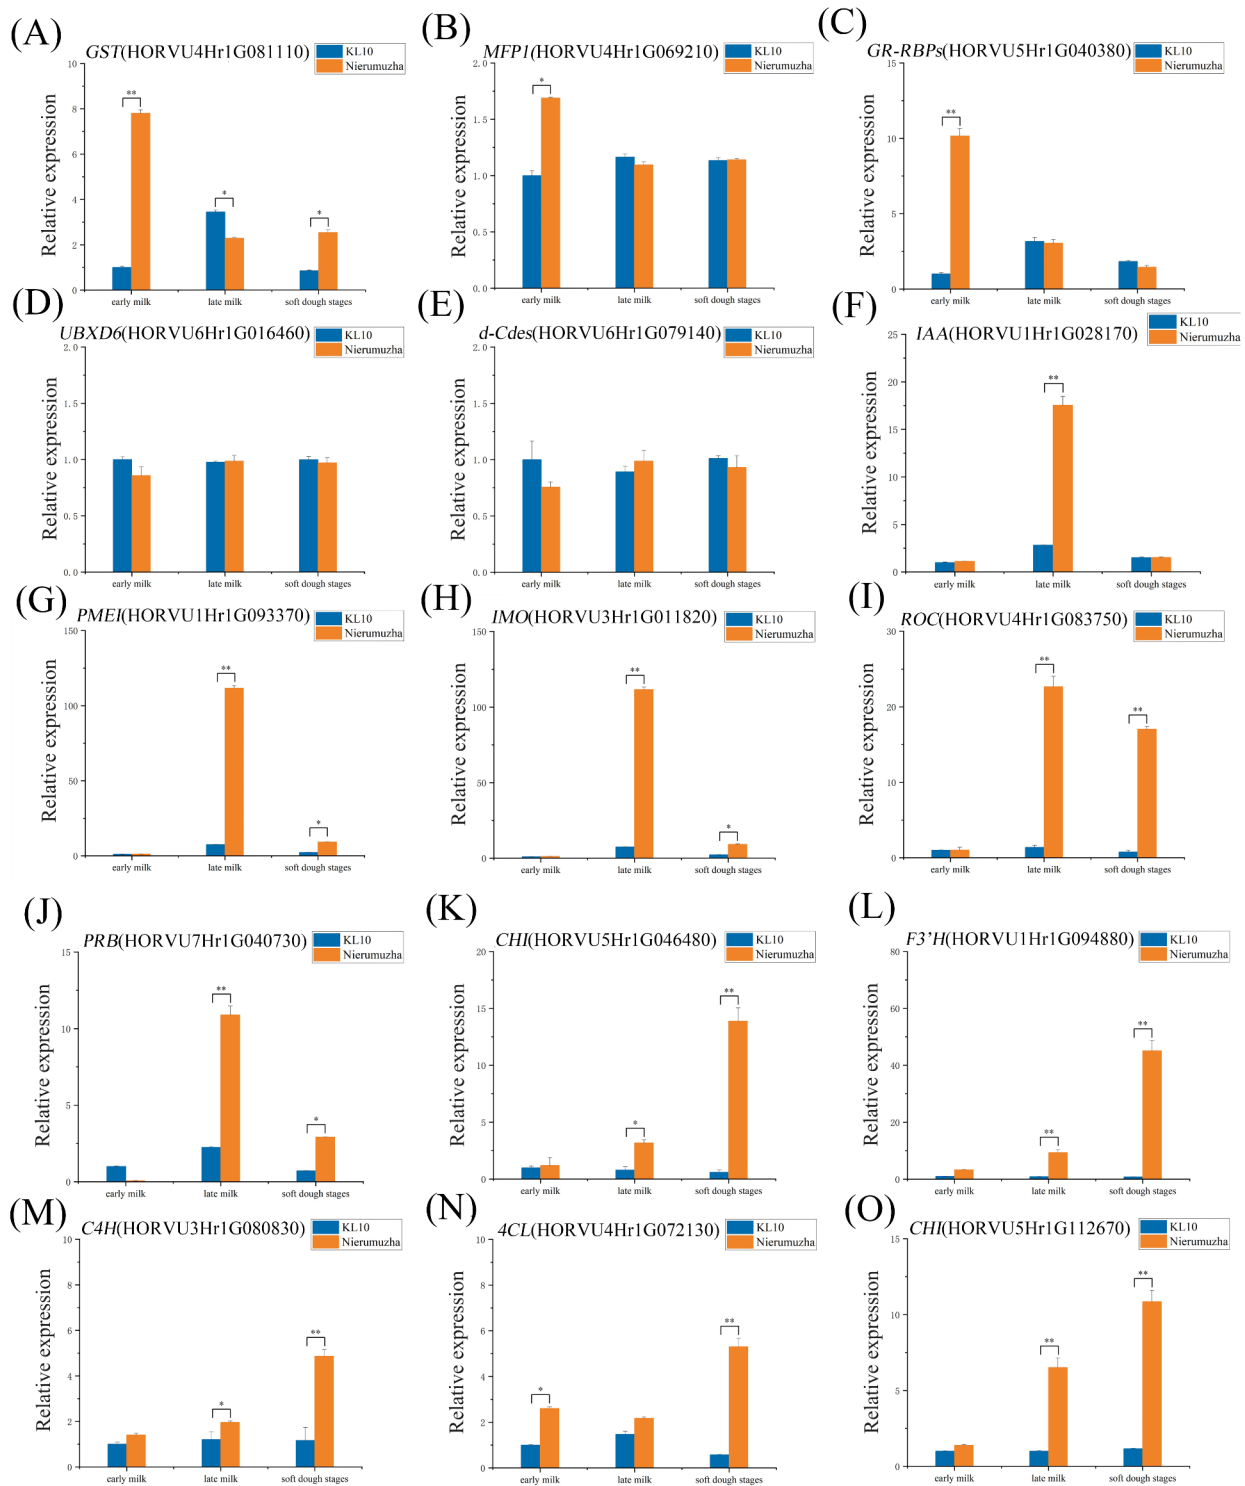 (A)
GST(HORVU4Hr1G081110)
KL10
Nierumuzha
Relative expression
10
8
6
4
2
0
**
*
*
early milk
late milk
soft dough stages
(B)
MFP1(HORVU4Hr1G069210)
KL10
Nierumuzha
Relative expression
2.0
1.5
1.0
0.5
0.0
*
early milk
late milk
soft dough stages
(C)
GR-RBPs(HORVU5Hr1G040380)
KL10
Nierumuzha
Relative expression
15
10
5
0
**
early milk
late milk
soft dough stages
(D)
UBXD6(HORVU6Hr1G016460)
KL10
Nierumuzha
Relative expression
2.0
1.5
1.0
0.5
0.0
early milk
late milk
soft dough stages
(E)
d-Cdes(HORVU6Hr1G079140)
KL10
Nierumuzha
Relative expression
2.0
1.5
1.0
0.5
0.0
early milk
late milk
soft dough stages
(F)
IAA(HORVU1Hr1G028170)
KL10
Nierumuzha
Relative expression
25
20
15
10
5
0
**
early milk
late milk
soft dough stages
(G)
PMEI(HORVU1Hr1G093370)
KL10
Nierumuzha
Relative expression
150
100
50
0
**
*
early milk
late milk
soft dough stages
(H)
IMO(HORVU3Hr1G011820)
KL10
Nierumuzha
Relative expression
150
100
50
0
**
*
early milk
late milk
soft dough stages
(I)
ROC(HORVU4Hr1G083750)
KL10
Nierumuzha
Relative expression
30
20
10
0
**
**
early milk
late milk
soft dough stages
(J)
PRB(HORVU7Hr1G040730)
KL10
Nierumuzha
Relative expression
15
10
5
0
**
*
early milk
late milk
soft dough stages
(K)
CHI(HORVU5Hr1G046480)
KL10
Nierumuzha
Relative expression
20
15
10
5
0
*
**
early milk
late milk
soft dough stages
(L)
F3’H(HORVU1Hr1G094880)
KL10
Nierumuzha
Relative expression
80
60
40
20
0
**
**
early milk
late milk
soft dough stages
(M)
C4H(HORVU3Hr1G080830)
KL10
Nierumuzha
Relative expression
10
8
6
4
2
0
*
**
early milk
late milk
soft dough stages
(N)
4CL(HORVU4Hr1G072130)
KL10
Nierumuzha
Relative expression
10
8
6
4
2
0
*
**
early milk
late milk
soft dough stages
(O)
CHI(HORVU5Hr1G112670)
KL10
Nierumuzha
Relative expression
15
10
5
0
**
**
early milk
late milk
soft dough stages